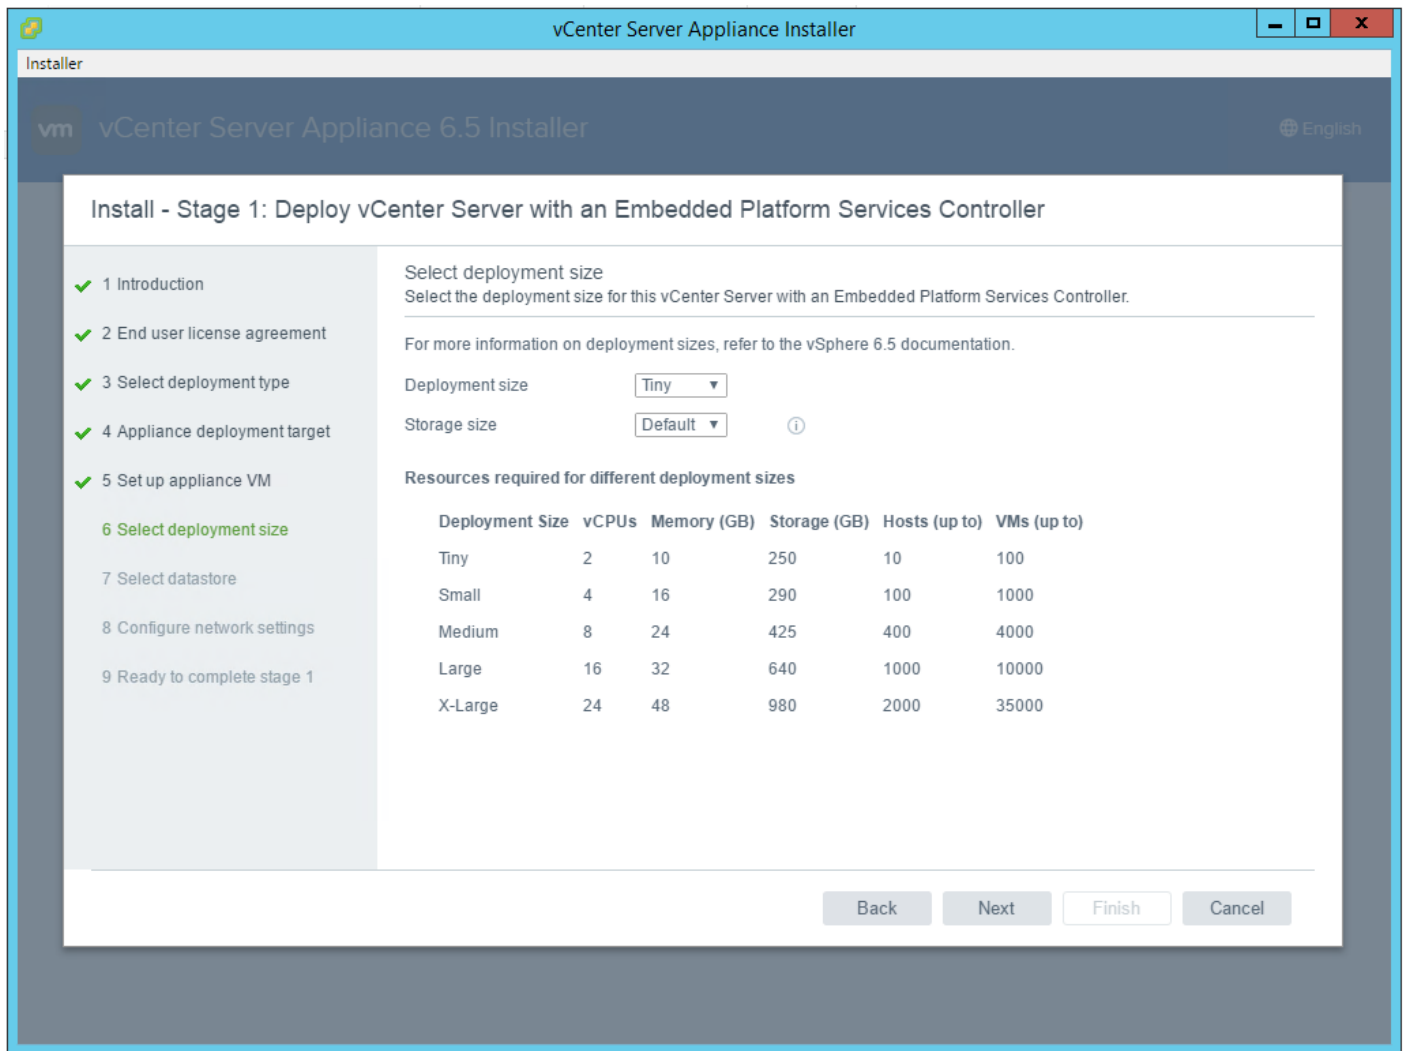 vCenter Server Appliance Installer
Installer
vm vCenter Server Appliance 6.5 Installer English
Install - Stage 1: Deploy vCenter Server with an Embedded Platform Services Controller
1 Introduction
2 End user license agreement
3 Select deployment type
4 Appliance deployment target
5 Set up appliance VM
6 Select deployment size
7 Select datastore
8 Configure network settings
9 Ready to complete stage 1
Select deployment size
Select the deployment size for this vCenter Server with an Embedded Platform Services Controller.
For more information on deployment sizes, refer to the vSphere 6.5 documentation.
Deployment size Tiny
Storage size Default
Resources required for different deployment sizes
Deployment Size vCPUs Memory (GB) Storage (GB) Hosts (up to) VMs (up to)
Tiny 2 10 250 10 100
Small 4 16 290 100 1000
Medium 8 24 425 400 4000
Large 16 32 640 1000 10000
X-Large 24 48 980 2000 35000
Back Next Finish Cancel